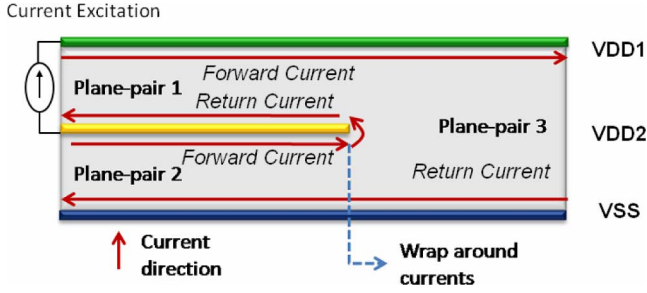 Current Excitation
VDD1
Forward Current
Plane-pair 1
Return Current
Plane-pair 3
VDD2
Forward Current
Plane-pair 2
Return Current
VSS
Current
direction
Wrap around
currents